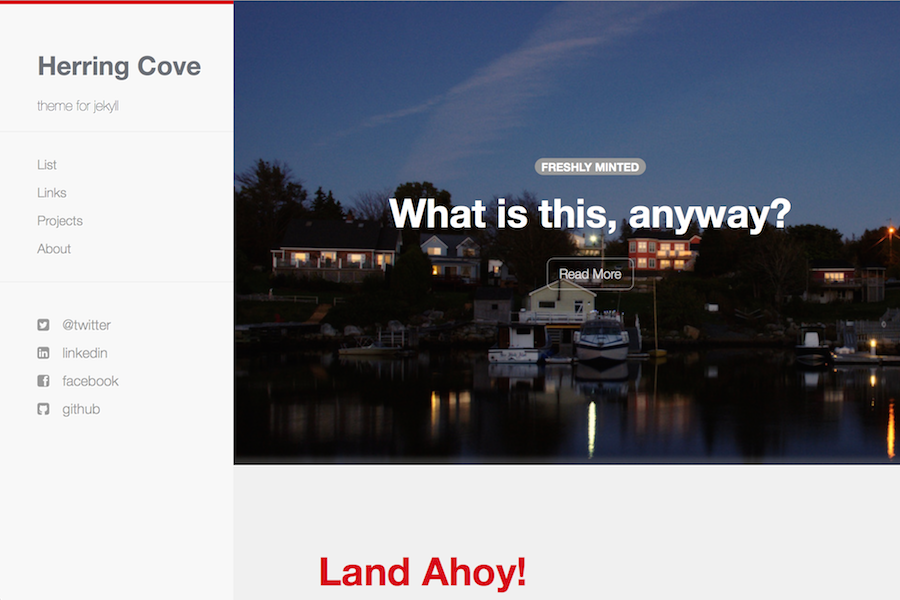 Herring Cove
theme for jekyll
List
Links
Projects
About
@twitter
linkedin
facebook
github
FRESHLY MINTED
What is this, anyway?
Read More
Land Ahoy!